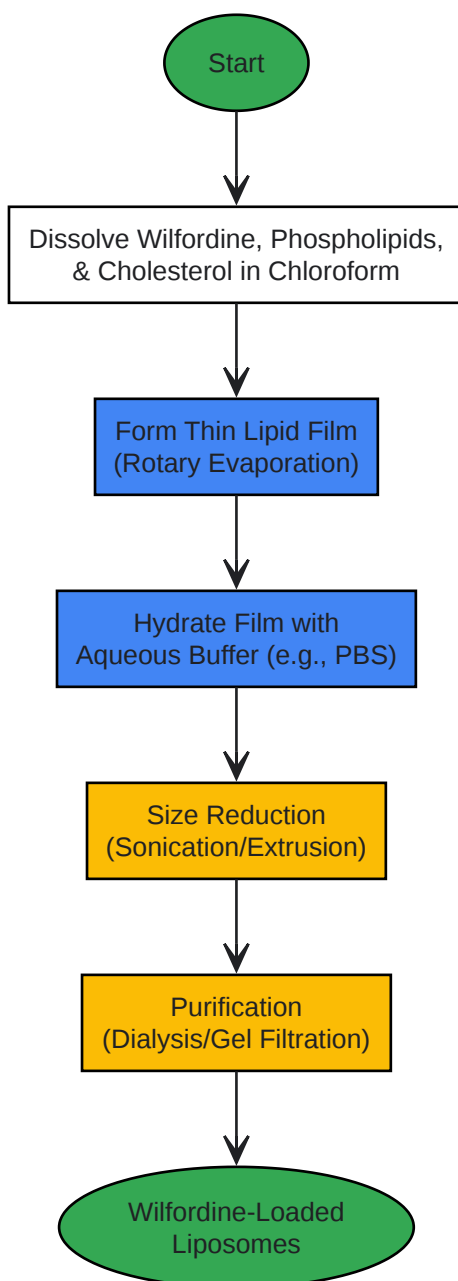 Start
Dissolve Wilfordine, Phospholipids,
& Cholesterol in Chloroform
Form Thin Lipid Film
(Rotary Evaporation)
Hydrate Film with
Aqueous Buffer (e.g., PBS)
Size Reduction
(Sonication/Extrusion)
Purification
(Dialysis/Gel Filtration)
Wilfordine-Loaded
Liposomes